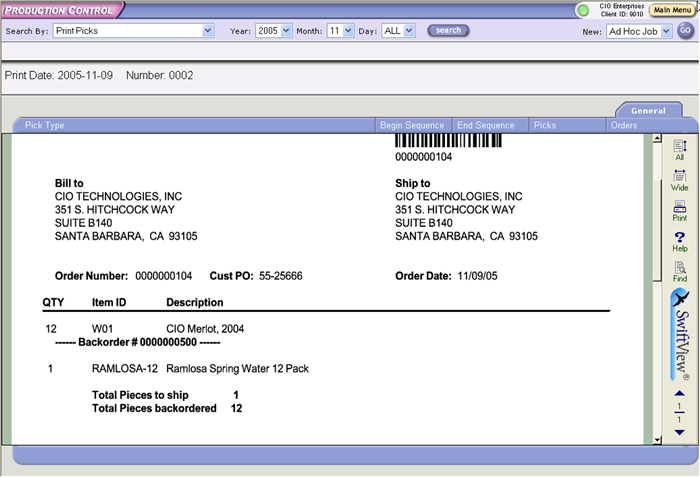 PRODUCTION CONTROL
CIO Enterprises
Client ID: 9010
Main Menu
Search By: Print Picks Year: 2005 Month: 11 Day: ALL search New: Ad Hoc Job GO
Print Date: 2005-11-09 Number: 0002
General
Pick Type Begin Sequence End Sequence Picks Orders
0000000104
Bill to Ship to
CIO TECHNOLOGIES, INC CIO TECHNOLOGIES, INC
351 S. HITCHCOCK WAY 351 S. HITCHCOCK WAY
SUITE B140 SUITE B140
SANTA BARBARA, CA 93105 SANTA BARBARA, CA 93105
Order Number: 0000000104 Cust PO: 55-25666 Order Date: 11/09/05
QTY Item ID Description
12 W01 CIO Merlot, 2004
------ Backorder # 0000000500 ------
1 RAMLOSA-12 Ramlosa Spring Water 12 Pack
Total Pieces to ship 1
Total Pieces backordered 12
All
Wide
Print
? Help
Find
SwiftView ®
1
1